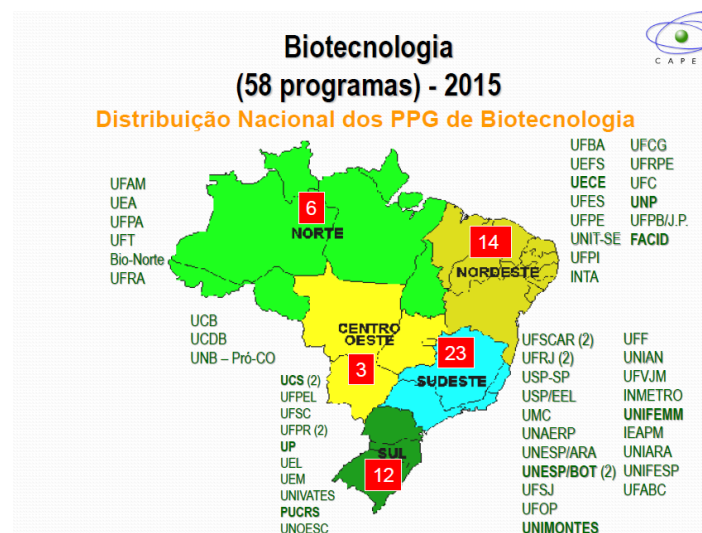 Biotecnologia
(58 programas) - 2015
CAPE
Distribuição Nacional dos PPG de Biotecnologia
UFAM
UEA
UFPA
UFT
Bio-Norte
UFRA
6
NORTE
UFBA UFCG
UEFS UFRPE
UECE UFC
UFES UNP
UFPE UFPB/J.P.
UNIT-SE FACID
UFPI
INTA
14
NORDESTE
UCB
UCDB
UNB – Pró-CO
CENTRO
OESTE
3
23
SUDESTE
UFSCAR (2) UFF
UFRJ (2) UNIAN
USP-SP UFVJM
USP/EEL INMETRO
UMC UNIFEMM
UNAERP IEAPM
UNESP/ARA UNIARA
UNESP/BOT (2) UNIFESP
UFSJ UFABC
UFOP
UNIMONTES
UCS (2)
UFPEL
UFSC
UFPR (2)
UP
UEL
UEM
UNIVATES
PUCRS
UNOESC
SUL
12